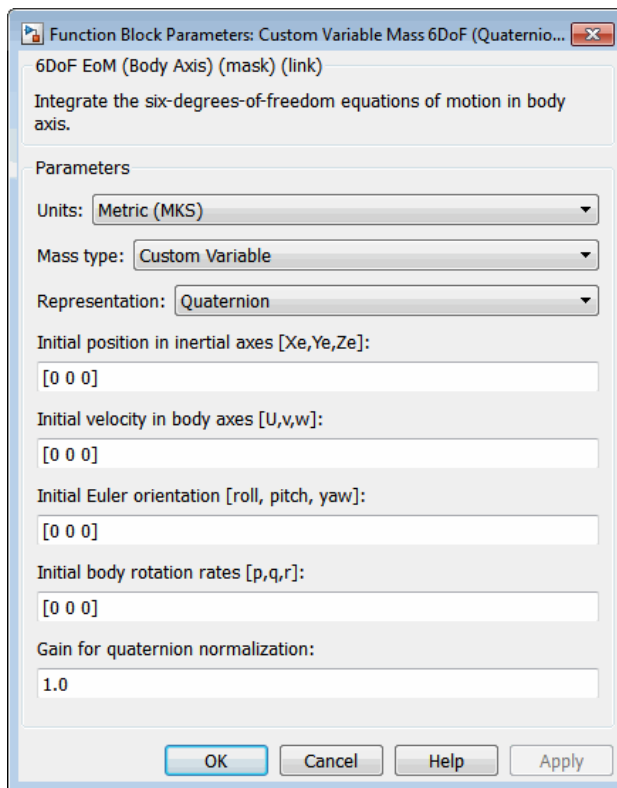 Function Block Parameters: Custom Variable Mass 6DoF (Quaternio...
6DoF EoM (Body Axis) (mask) (link)
Integrate the six-degrees-of-freedom equations of motion in body
axis.
Parameters
Units: Metric (MKS)
Mass type: Custom Variable
Representation: Quaternion
Initial position in inertial axes [Xe,Ye,Ze]:
[0 0 0]
Initial velocity in body axes [U,v,w]:
[0 0 0]
Initial Euler orientation [roll, pitch, yaw]:
[0 0 0]
Initial body rotation rates [p,q,r]:
[0 0 0]
Gain for quaternion normalization:
1.0
OK Cancel Help Apply